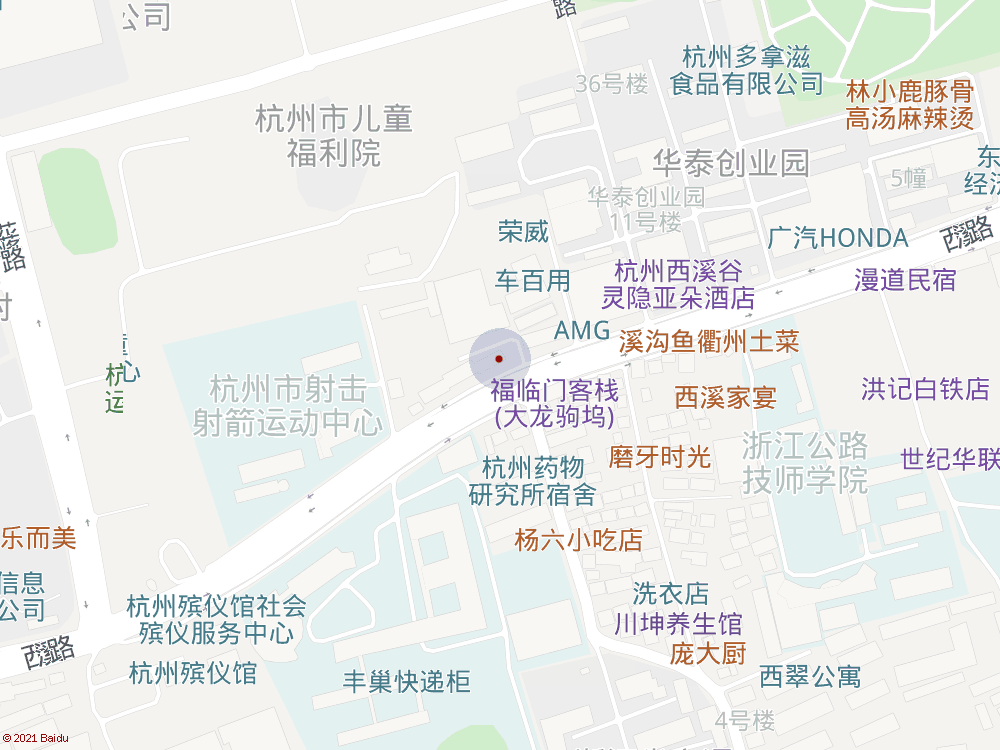 公司
路
杭州多拿滋
食品有限公司
36号楼
林小鹿豚骨
高汤麻辣烫
杭州市儿童
福利院
华泰创业园
东
经济
5幢
华泰创业园
11号楼
荣威
广汽HONDA
西溪路
路
杭州西溪谷
灵隐亚朵酒店
车百用
漫道民宿
村
AMG
溪沟鱼衢州土菜
心
杭
运
杭州市射击
射箭运动中心
福临门客栈
(大龙驹坞)
西溪家宴
洪记白铁店
浙江公路
技师学院
磨牙时光
世纪华联
杭州药物
研究所宿舍
乐而美
杨六小吃店
信息
公司
洗衣店
杭州殡仪馆社会
殡仪服务中心
川坤养生馆
西溪路
庞大厨
杭州殡仪馆
丰巢快递柜
西翠公寓
4号楼
© 2021 Baidu